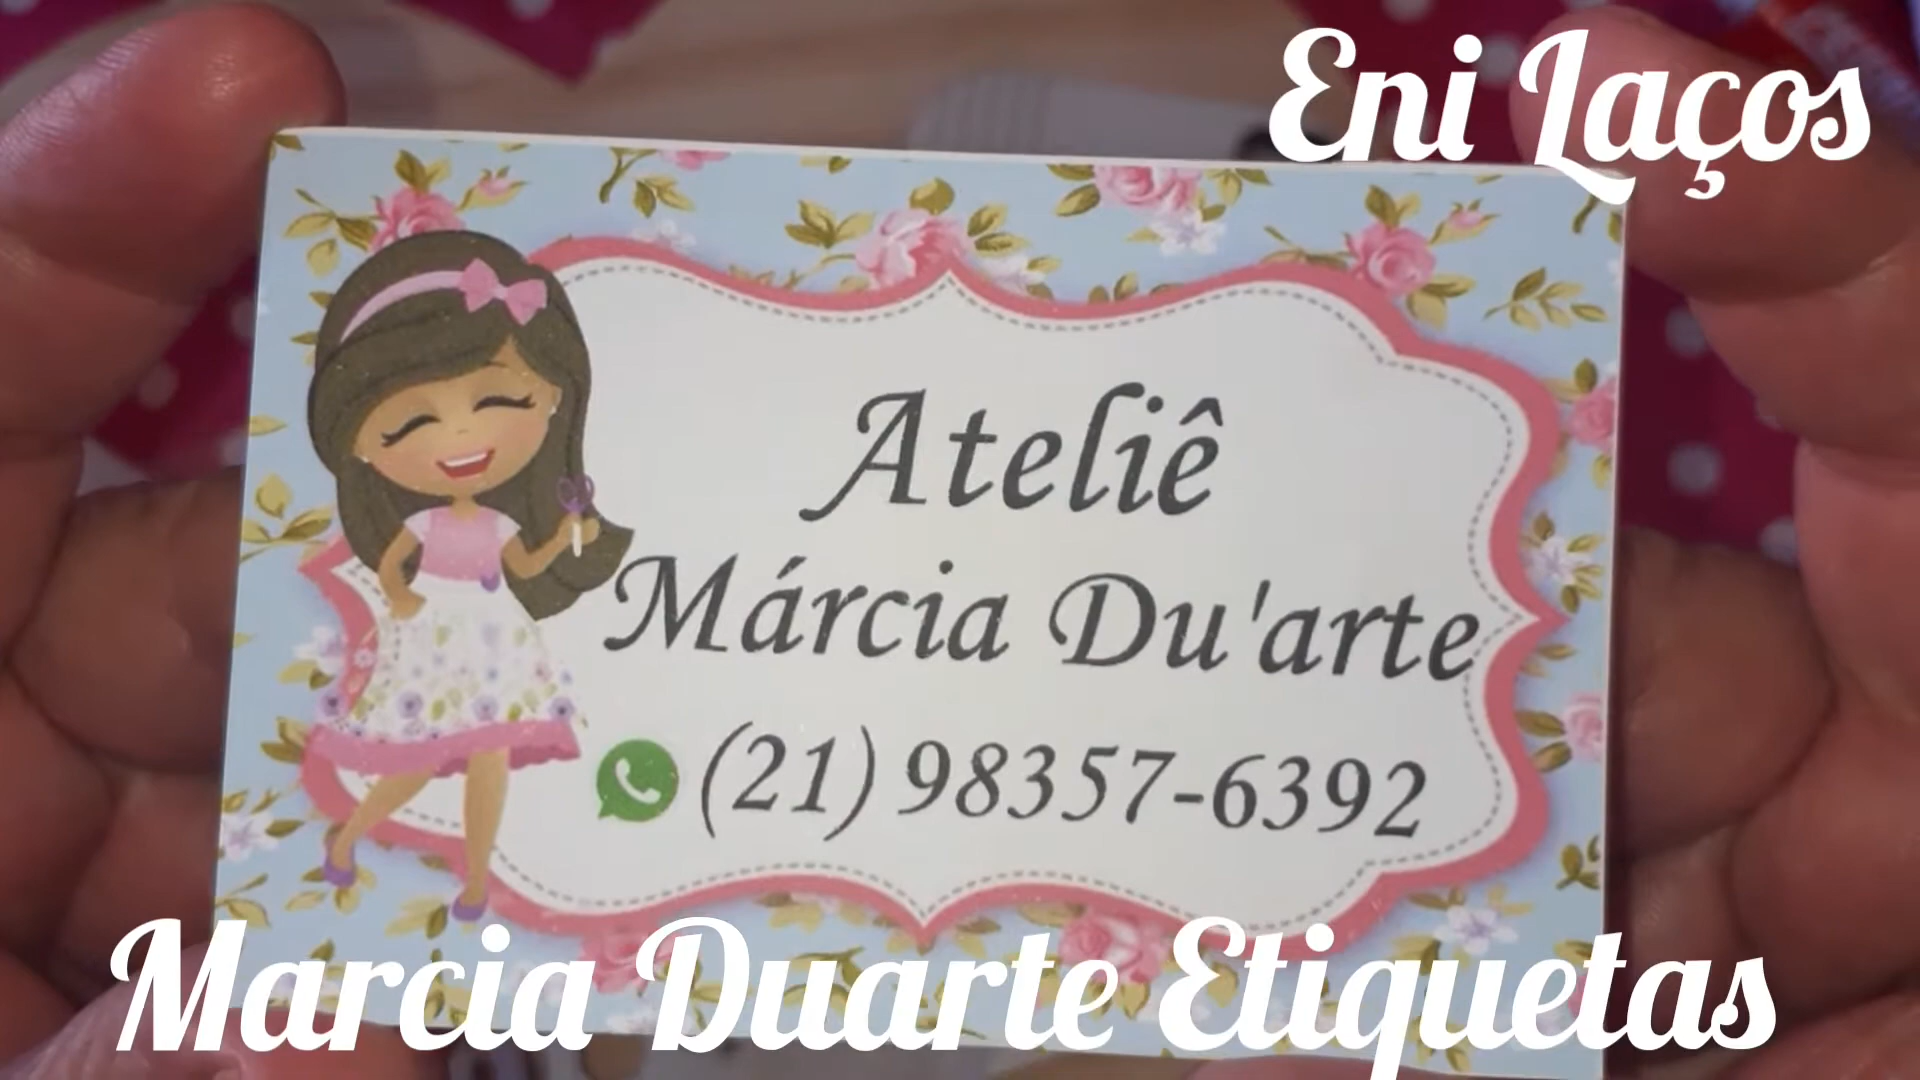 Eni Laços
Ateliê
Márcia Du'arte
(21) 98357-6392
Marcia Duarte Etiquetas